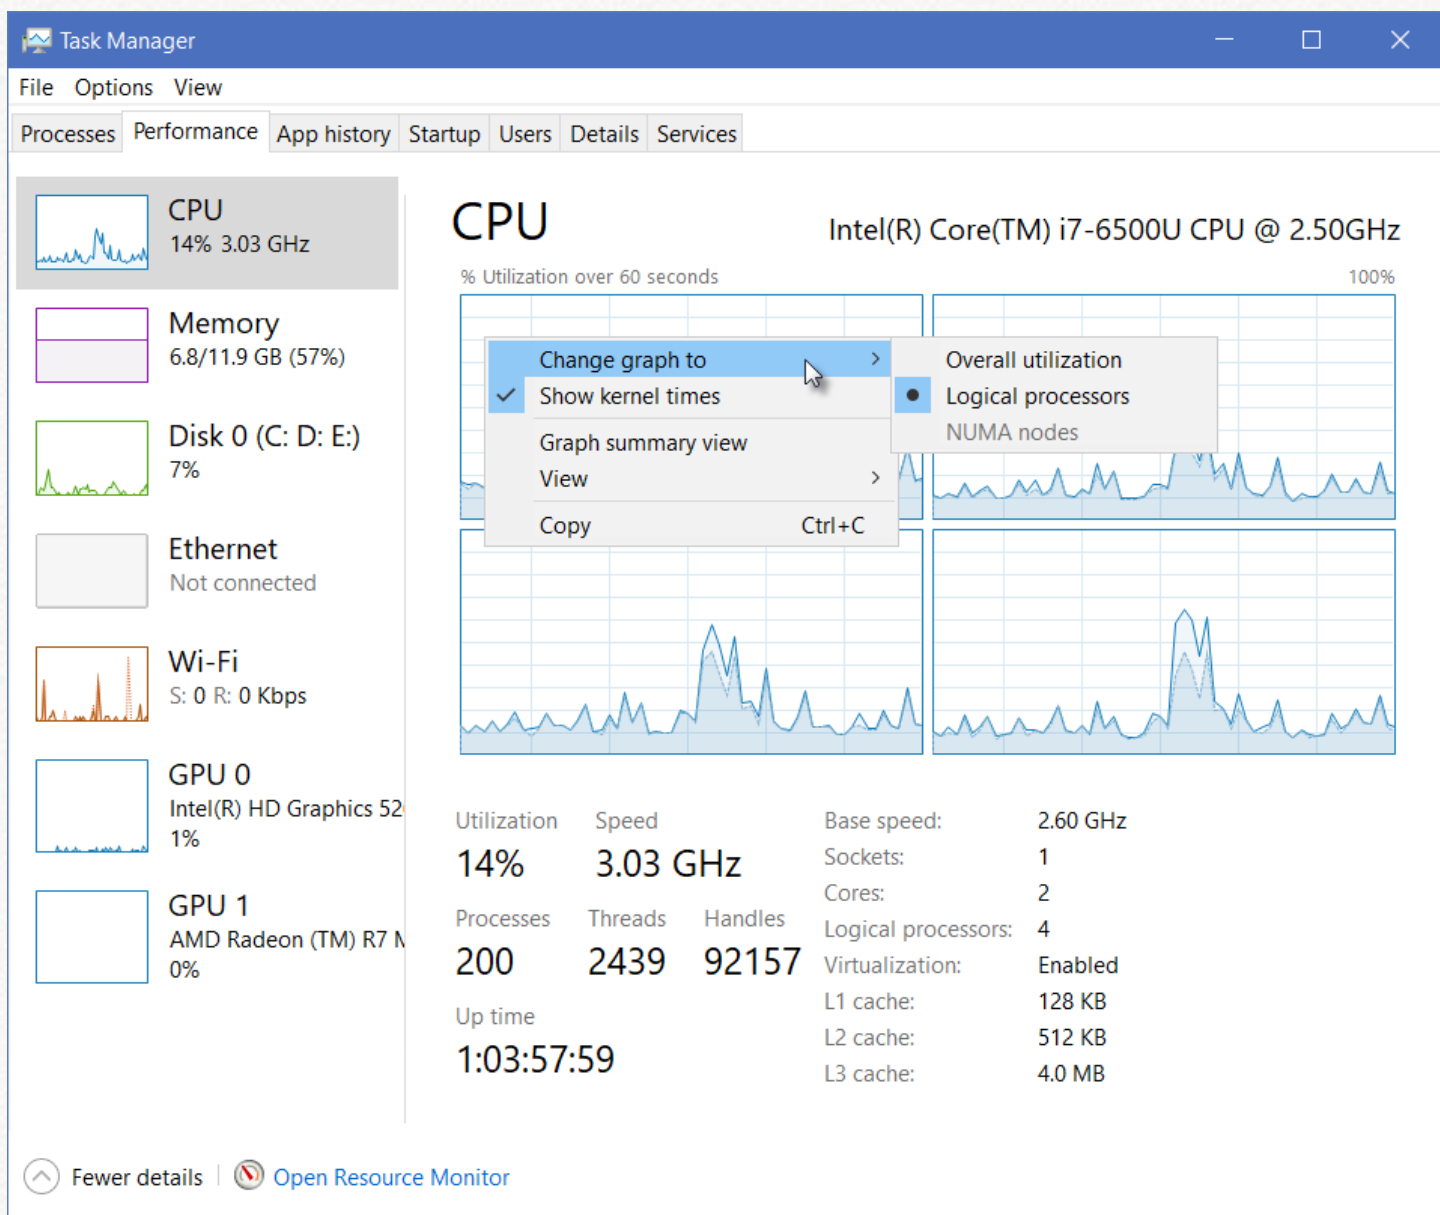 Task Manager
File Options View
Processes Performance App history Startup Users Details Services
CPU
14% 3.03 GHz
Memory
6.8/11.9 GB (57%)
Disk 0 (C: D: E:)
7%
Ethernet
Not connected
Wi-Fi
S: 0 R: 0 Kbps
GPU 0
Intel(R) HD Graphics 52
1%
GPU 1
AMD Radeon (TM) R7 M
0%
CPU
Intel(R) Core(TM) i7-6500U CPU @ 2.50GHz
% Utilization over 60 seconds 100%
Change graph to
Show kernel times
Graph summary view
View
Copy Ctrl+C
Overall utilization
Logical processors
NUMA nodes
Utilization Speed
14% 3.03 GHz
Processes Threads Handles
200 2439 92157
Up time
1:03:57:59
Base speed: 2.60 GHz
Sockets: 1
Cores: 2
Logical processors: 4
Virtualization: Enabled
L1 cache: 128 KB
L2 cache: 512 KB
L3 cache: 4.0 MB
Fewer details Open Resource Monitor